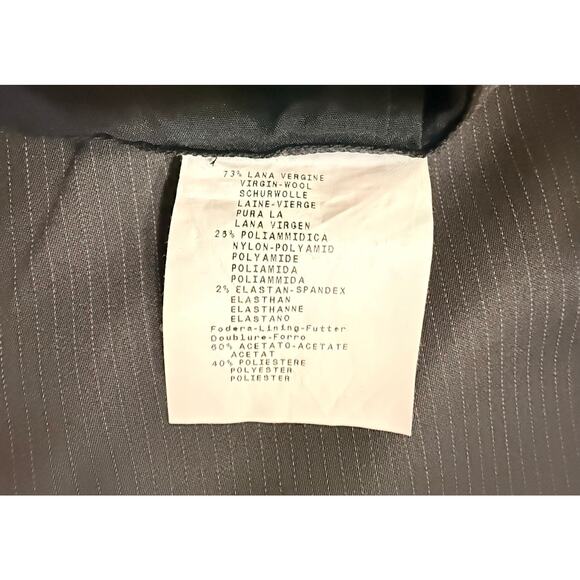 73% LANA VERGINE
VIRGIN-WOOL
SCHURWOLLE
LAINE-VIERGE
PURA LA
LANA VIRGEN
25% POLIAMMIDICA
NYLON-POLYAMID
POLYAMIDE
POLIAMIDA
POLIAMMIDA
2% ELASTAN-SPANDEX
ELASTHAN
ELASTHANNE
ELASTANO
Fodera-Lining-Futter
Doublure-Forro
60% ACETATO-ACETATE
ACETAT
40% POLIESTERE
POLYESTER
POLIESTER